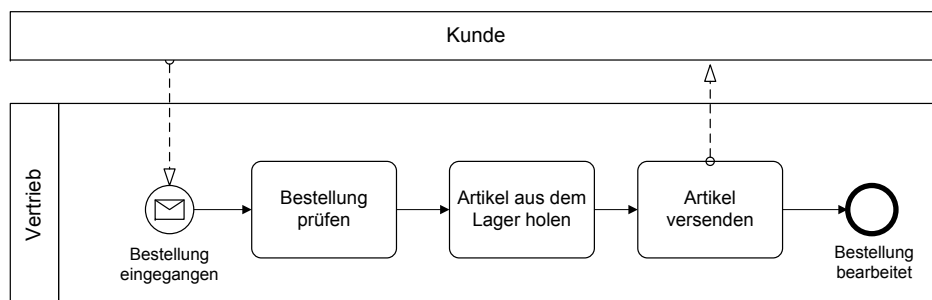 Kunde
Vertrieb
Bestellung
eingegangen
Bestellung
prüfen
Artikel aus dem
Lager holen
Artikel
versenden
Bestellung
bearbeitet